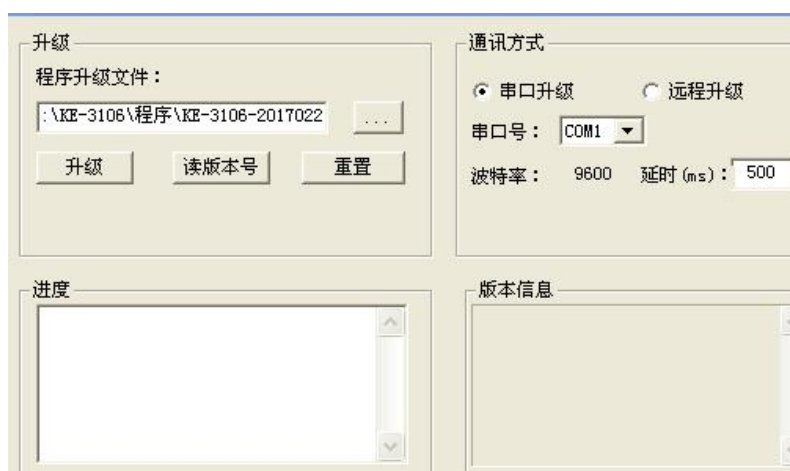 升级
程序升级文件：
:\KE-3106\程序\KE-3106-2017022
...
升级 读版本号 重置
通讯方式
串口升级 远程升级
串口号： COM1
波特率： 9600 延时(ms)： 500
进度
版本信息